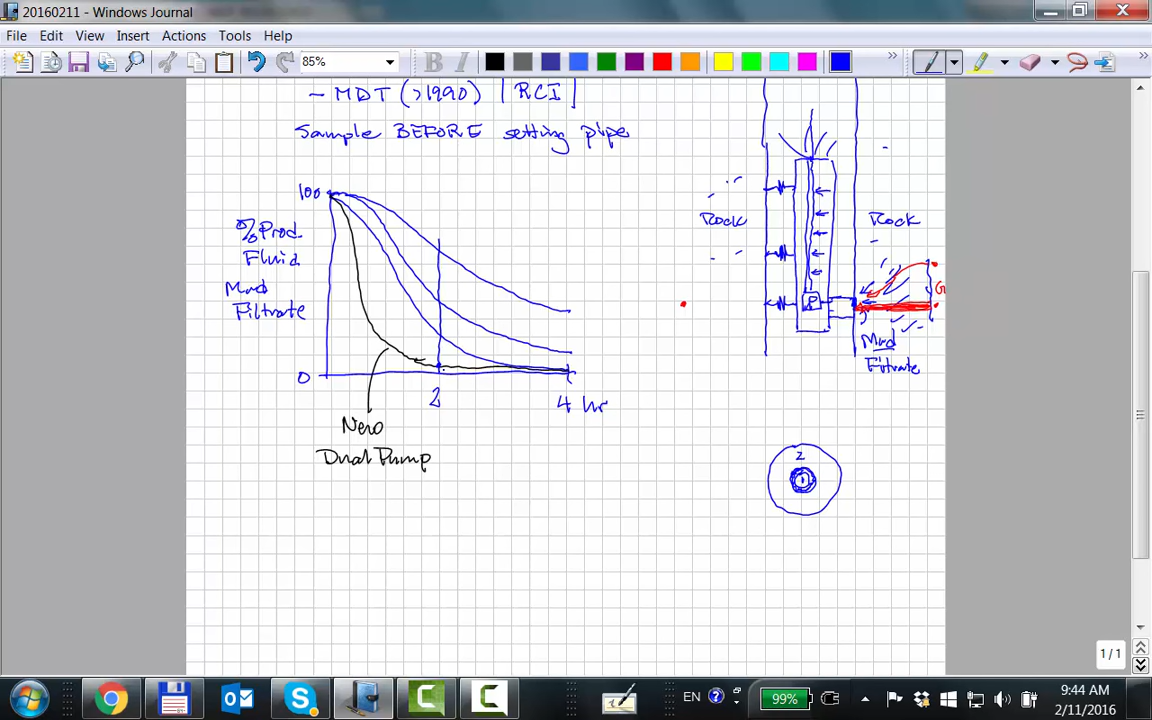 20160211 - Windows Journal
File Edit View Insert Actions Tools Help
85%
B I U
- MDT (>1990) | RCI |
Sample BEFORE setting pipe
100
% Prod.
Fluid
Mud
Filtrate
0
2
4 hr
Dual Pump
Rock
Rock
P
G
Mud
Filtrate
2
1
1 / 1
EN
99%
9:44 AM
2/11/2016